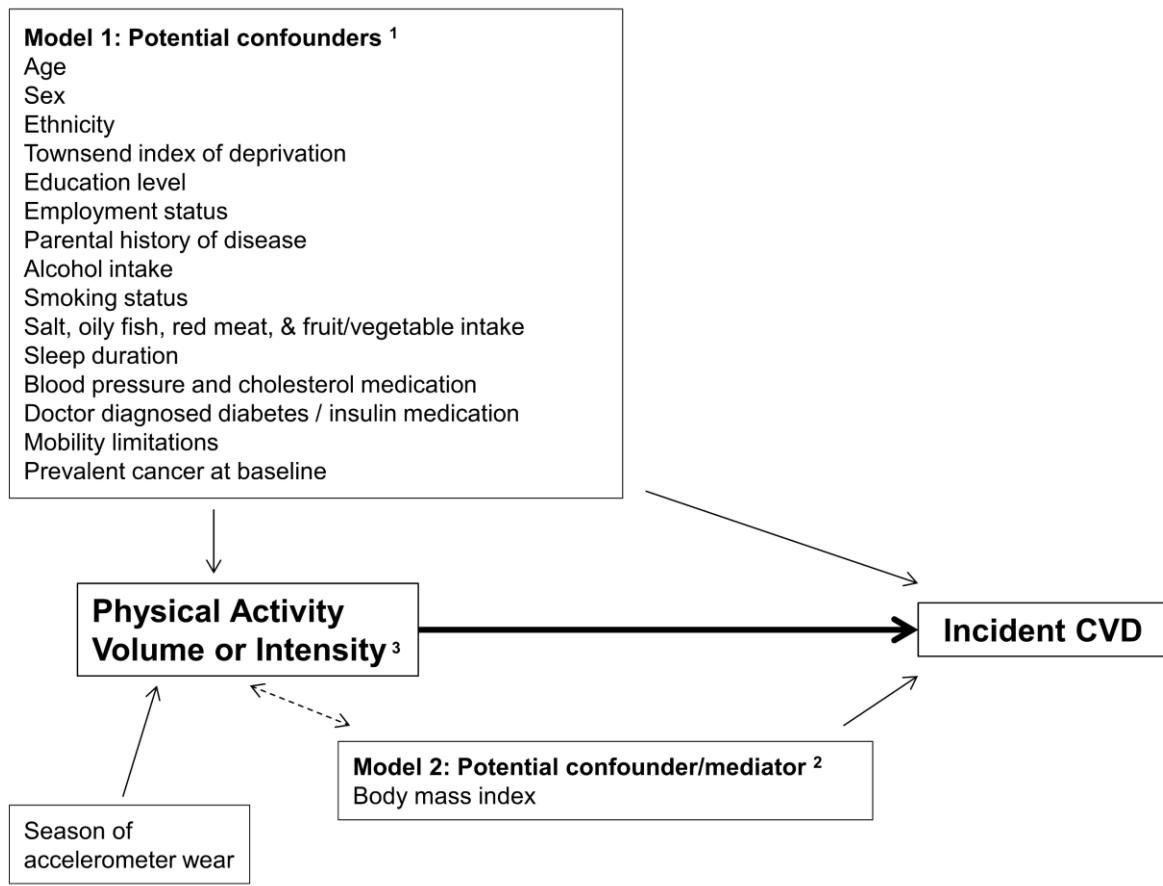 Model 1: Potential confounders 1
Age
Sex
Ethnicity
Townsend index of deprivation
Education level
Employment status
Parental history of disease
Alcohol intake
Smoking status
Salt, oily fish, red meat, & fruit/vegetable intake
Sleep duration
Blood pressure and cholesterol medication
Doctor diagnosed diabetes / insulin medication
Mobility limitations
Prevalent cancer at baseline
Physical Activity
Volume or Intensity 3
Incident CVD
Model 2: Potential confounder/mediator 2
Body mass index
Season of
accelerometer wear